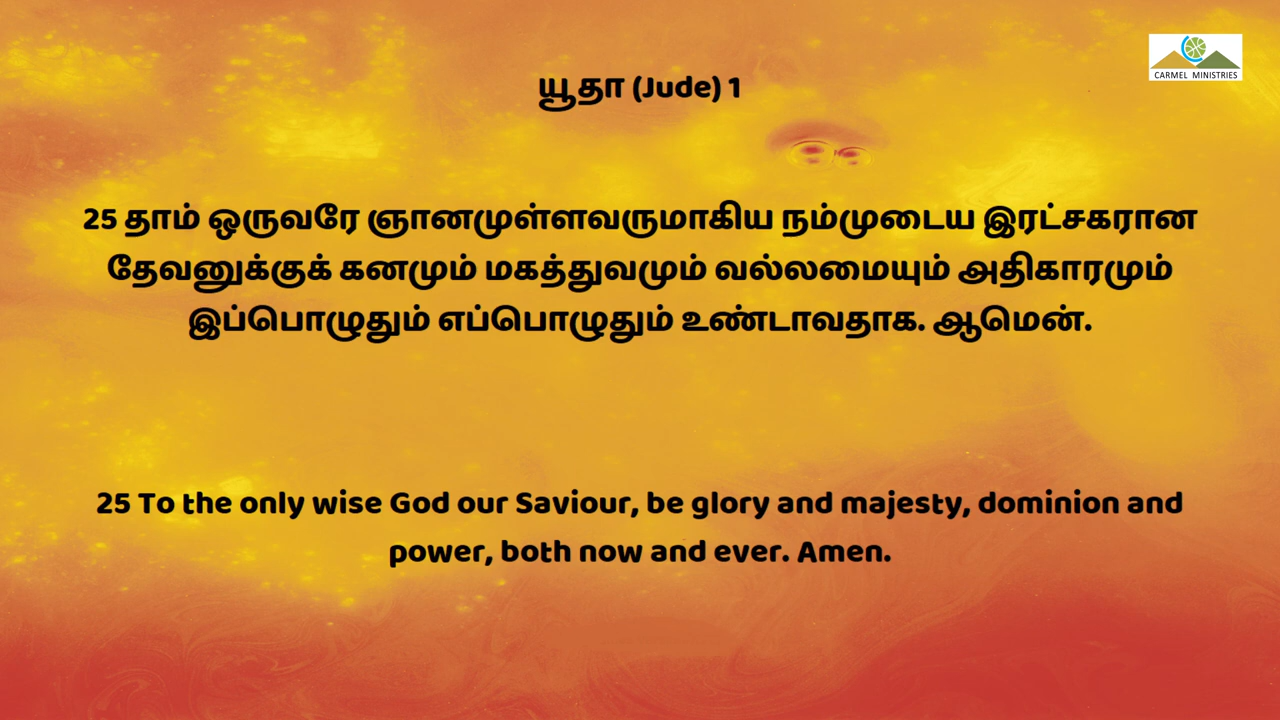 CARMEL MINISTRIES
யூதா (Jude) 1
25 தாம் ஒருவரே ஞானமுள்ளவருமாகிய நம்முடைய இரட்சகரான
தேவனுக்குக் கனமும் மகத்துவமும் வல்லமையும் அதிகாரமும்
இப்பொழுதும் எப்பொழுதும் உண்டாவதாக. ஆமென்.
25 To the only wise God our Saviour, be glory and majesty, dominion and
power, both now and ever. Amen.